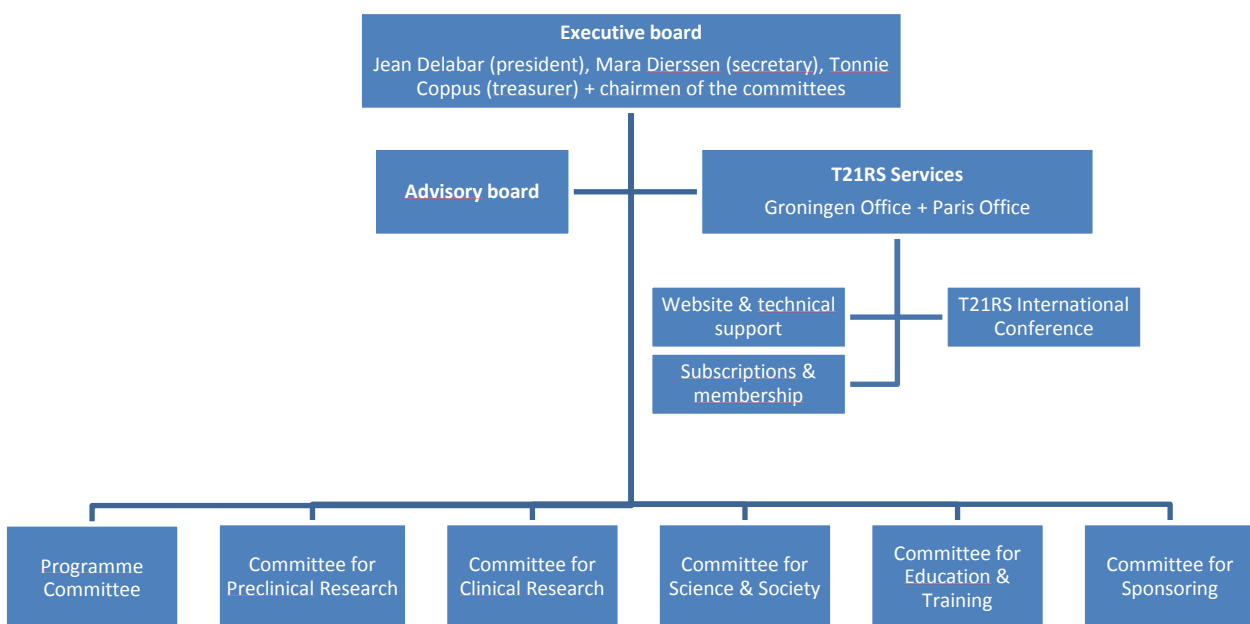 Executive board
Jean Delabar (president), Mara Dierssen (secretary), Tonnie
Coppus (treasurer) + chairmen of the committees
Advisory board
T21RS Services
Groningen Office + Paris Office
Website & technical
support
T21RS International
Conference
Subscriptions &
membership
Programme
Committee
Committee for
Preclinical Research
Committee for
Clinical Research
Committee for
Science & Society
Committee for
Education &
Training
Committee for
Sponsoring